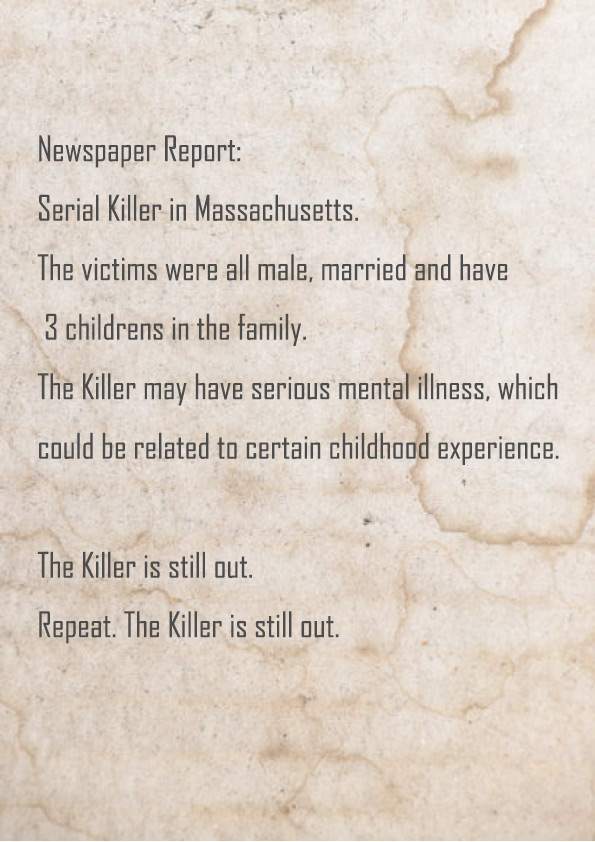 Newspaper Report:
Serial Killer in Massachusetts.
The victims were all male, married and have
3 childrens in the family.
The Killer may have serious mental illness, which
could be related to certain childhood experience.
The Killer is still out.
Repeat. The Killer is still out.